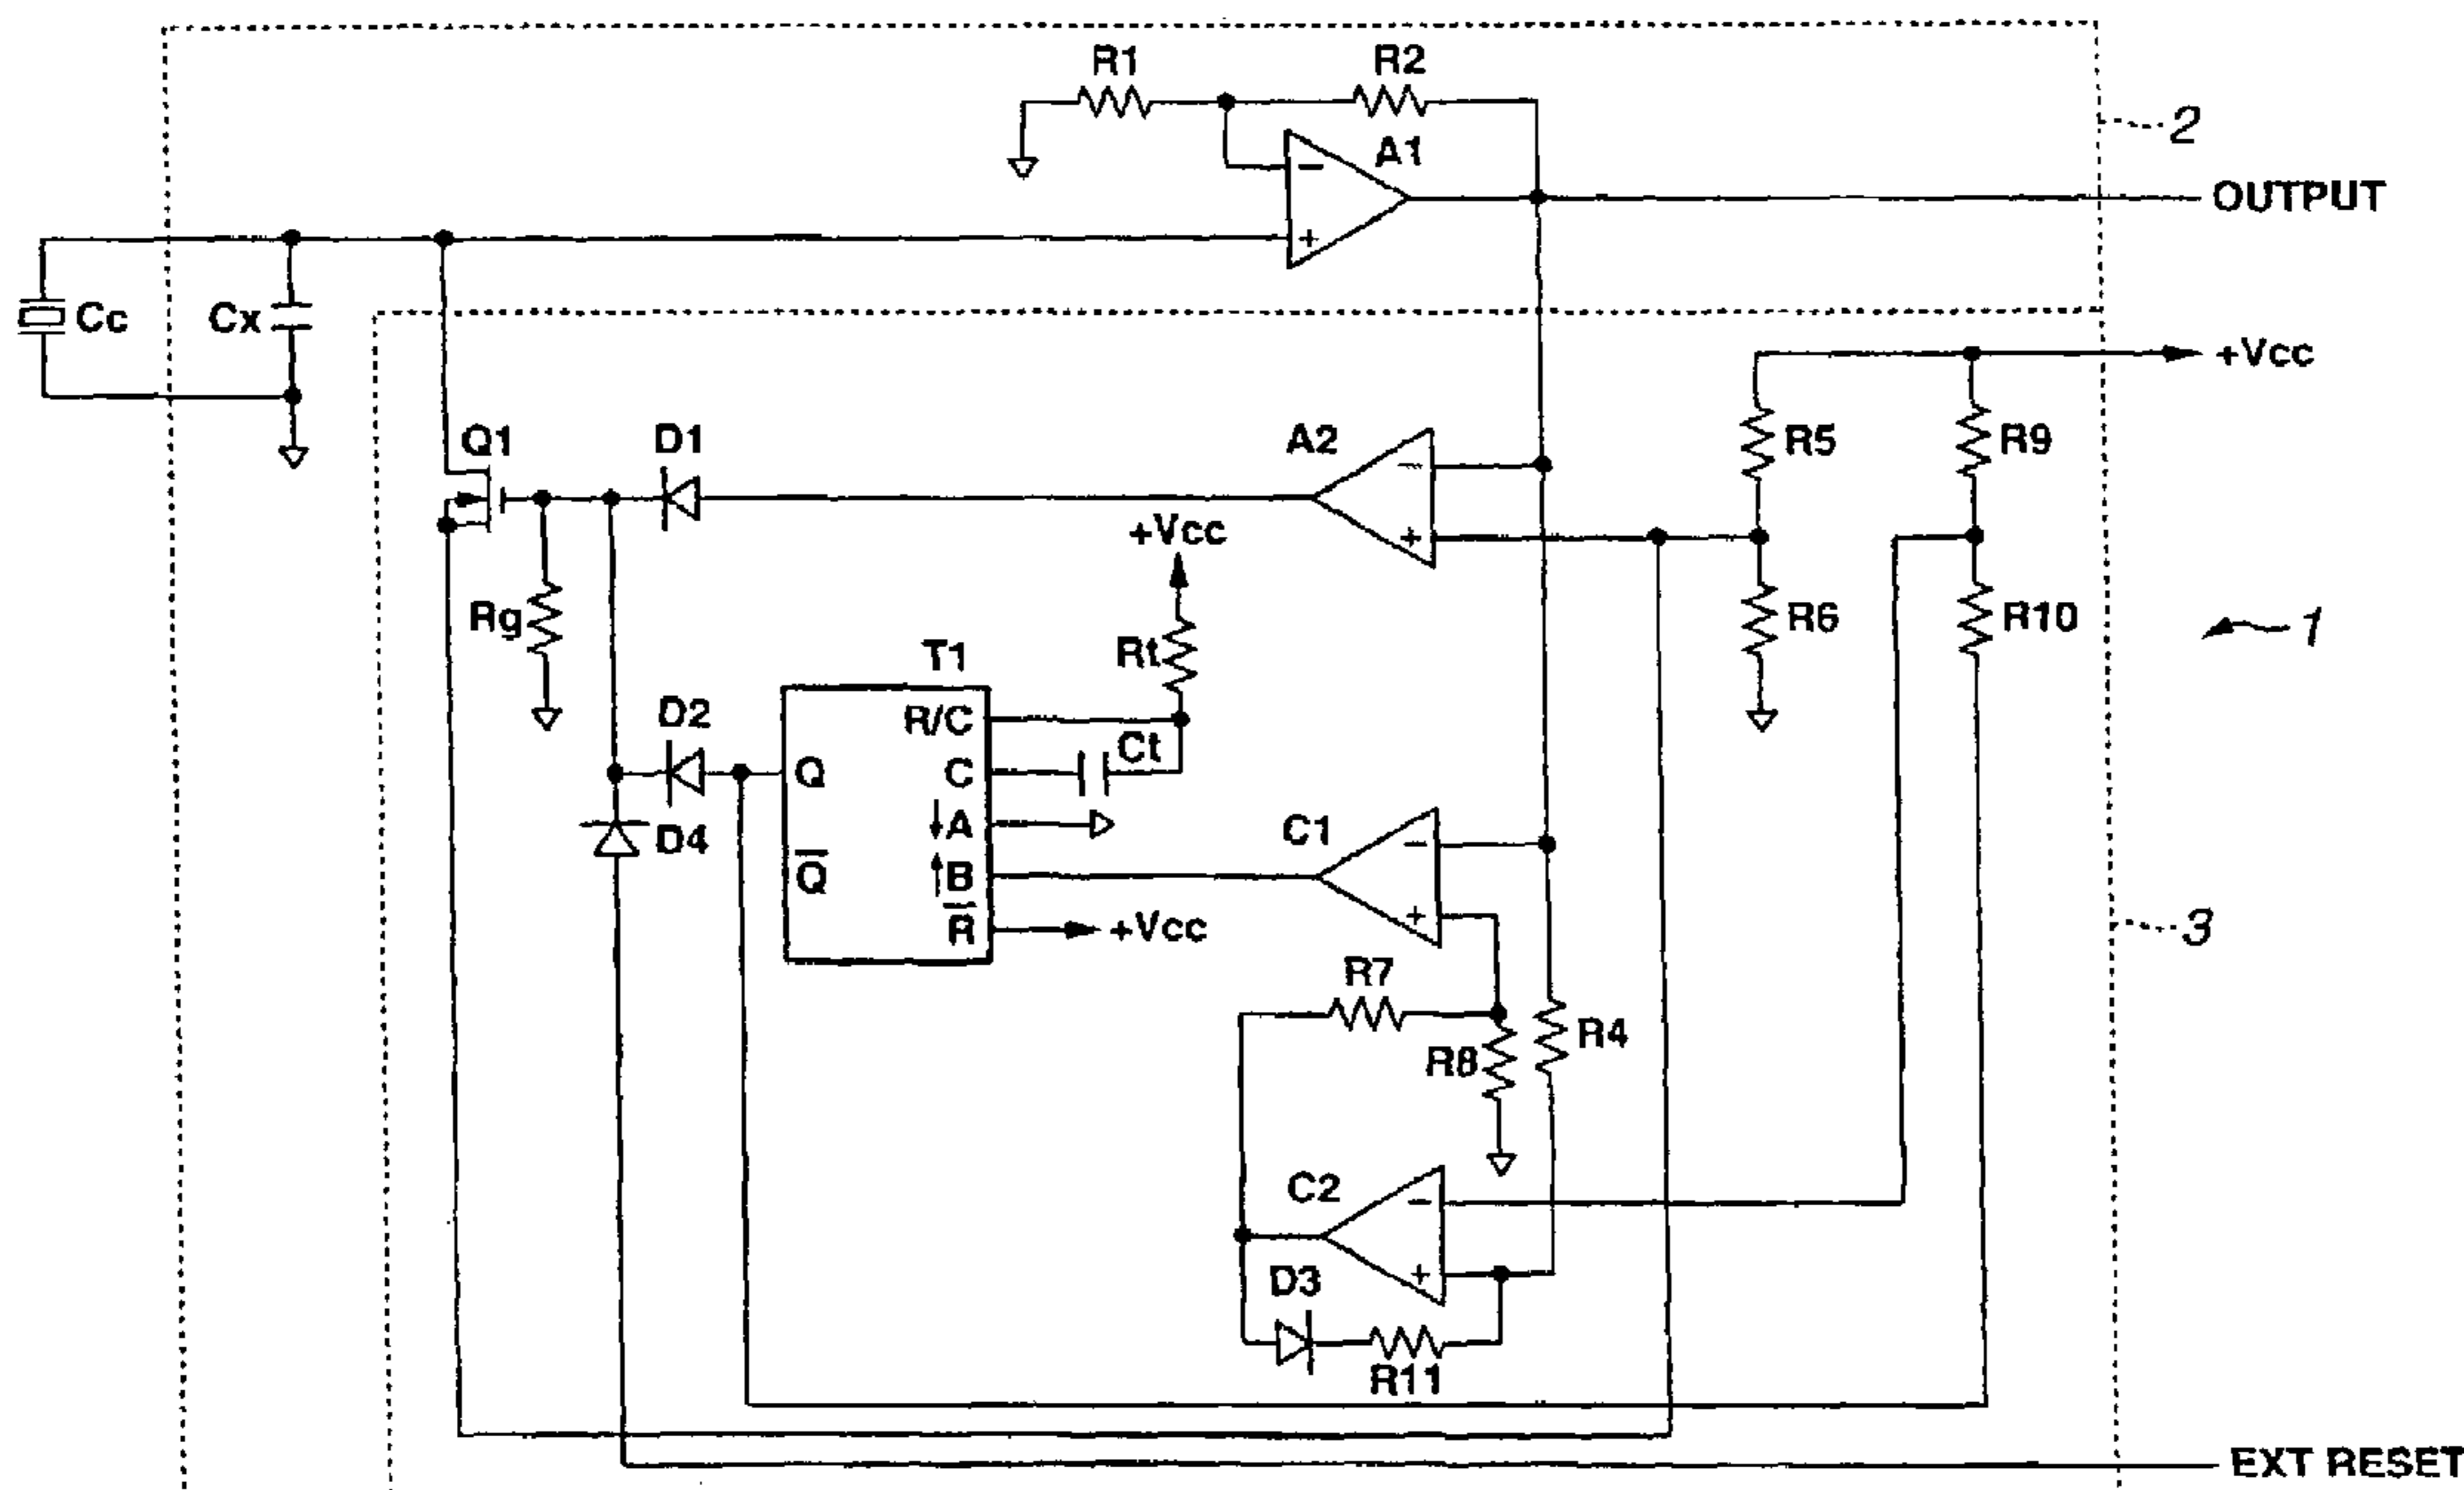 R1
R2
2
A1
−
+
OUTPUT
Cc
Cx
+Vcc
Q1
D1
A2
−
+
R5
R9
+Vcc
Rg
R6
R10
1
T1
Rt
D2
R/C
Ct
Q
C
D4
↓A
C1
−
Q̅
↑B
+
R̅
+Vcc
3
R7
R4
R8
C2
−
+
D3
R11
EXT RESET